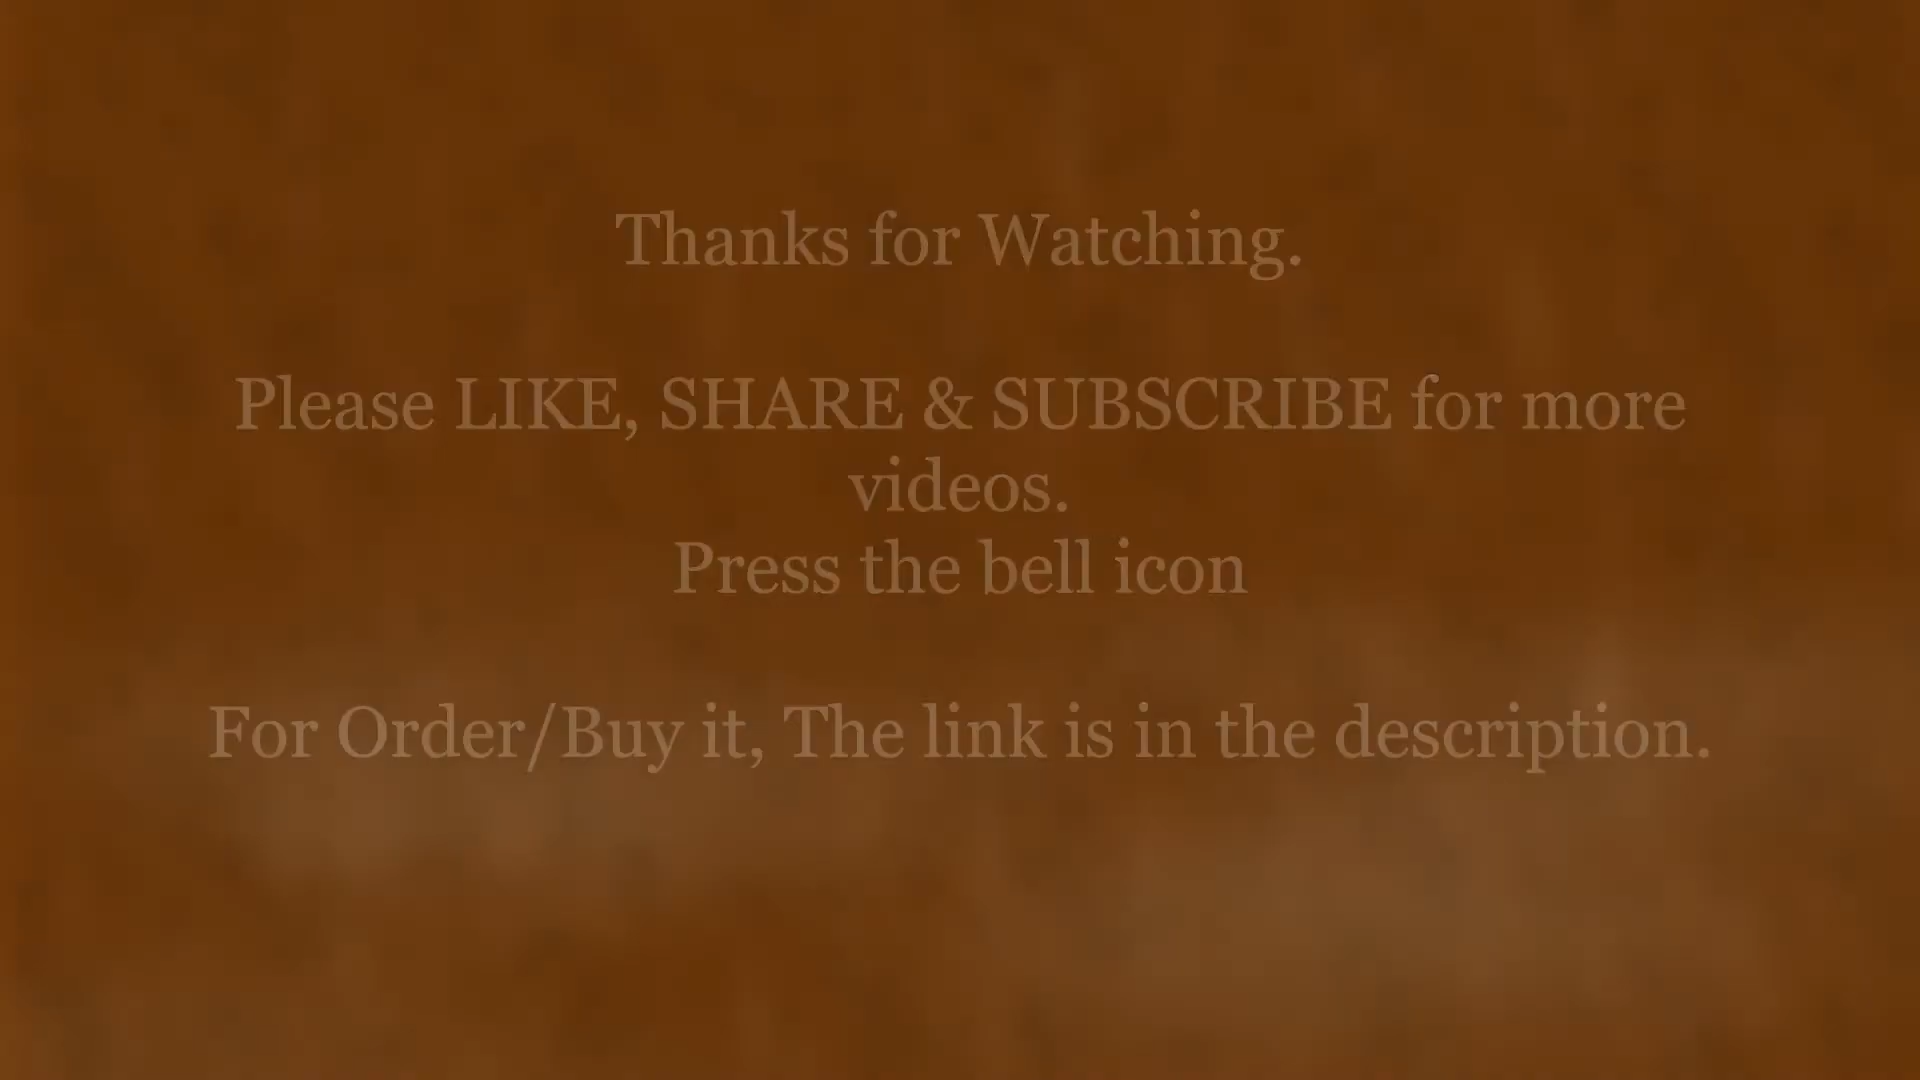 Thanks for Watching.
Please LIKE, SHARE & SUBSCRIBE for more
videos.
Press the bell icon
For Order/Buy it, The link is in the description.